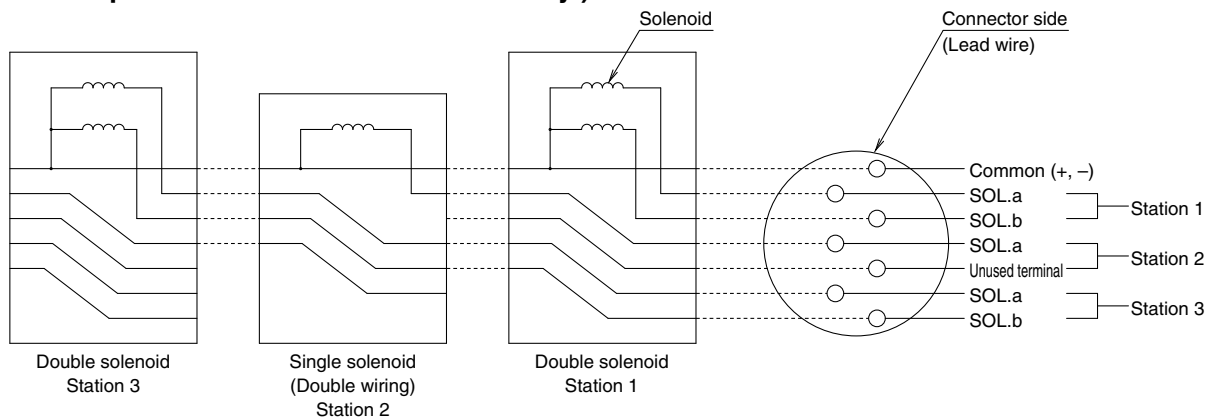 Solenoid
Connector side
(Lead wire)
Common (+, –)
SOL.a
SOL.b
Station 1
SOL.a
Unused terminal
Station 2
SOL.a
SOL.b
Station 3
Double solenoid
Station 3
Single solenoid
(Double wiring)
Station 2
Double solenoid
Station 1